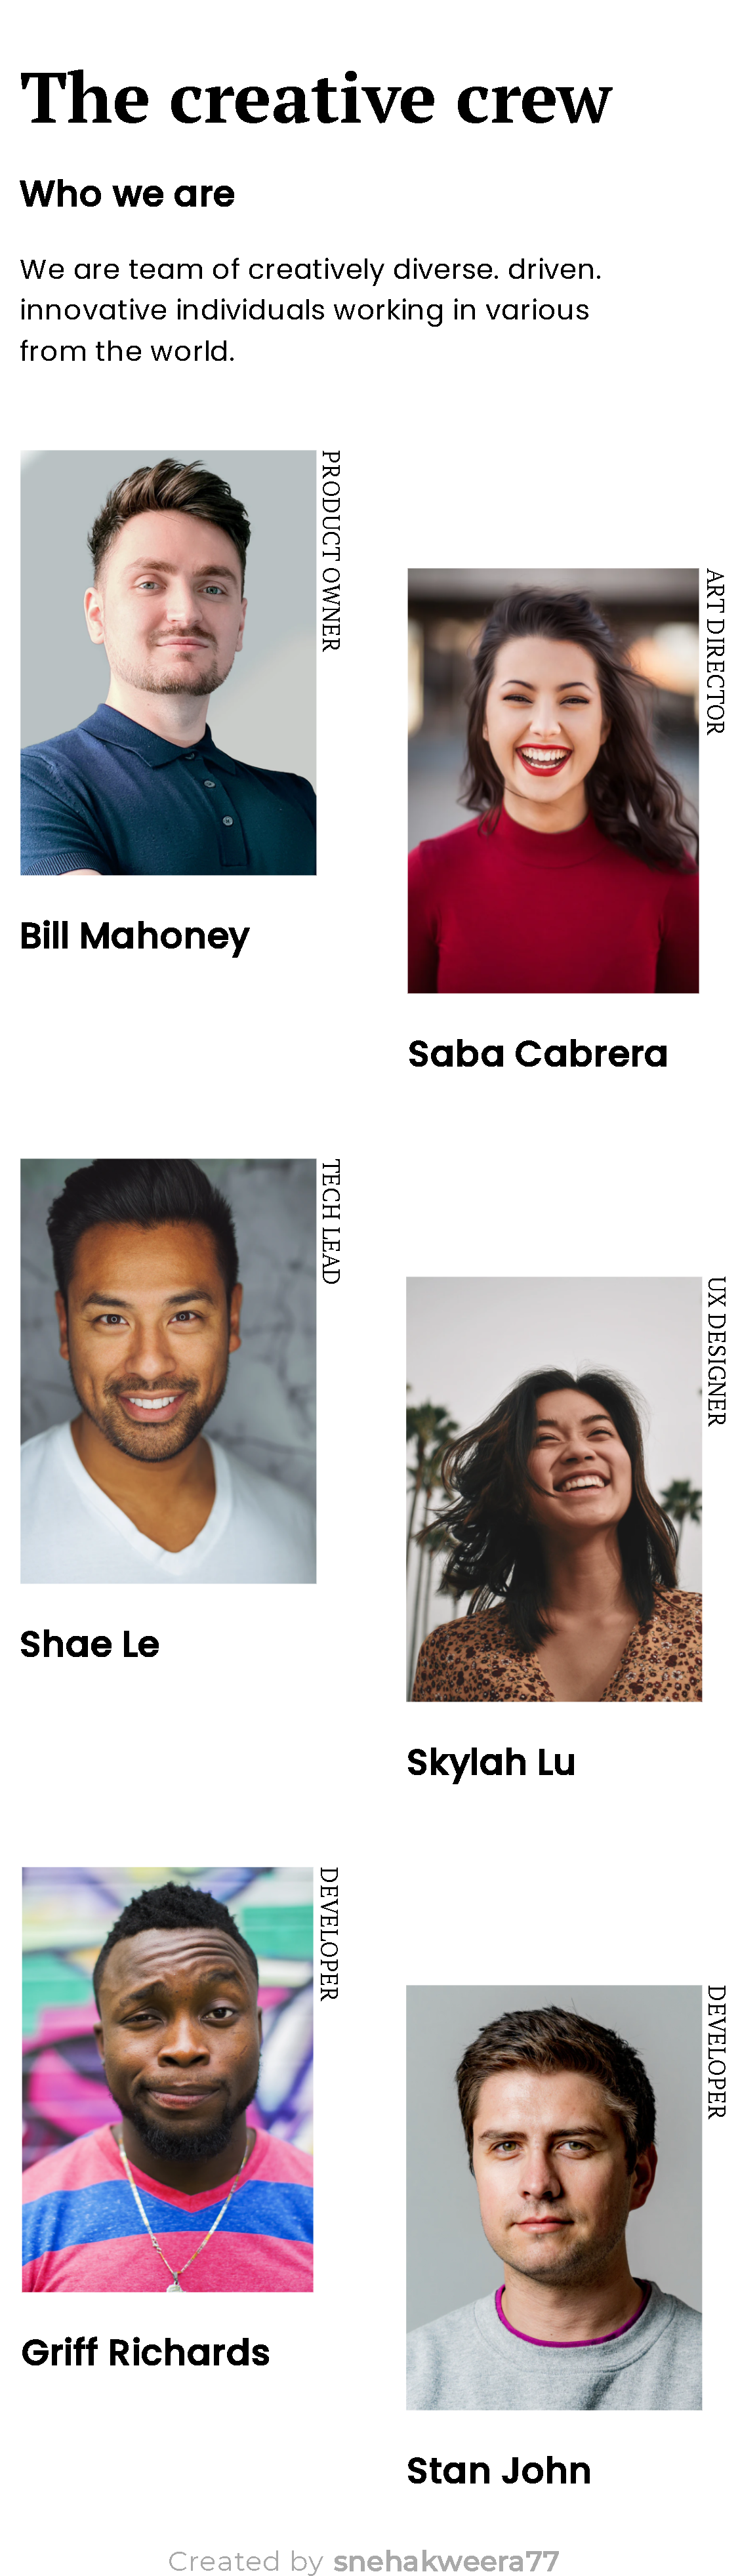 The creative crew
Who we are
We are team of creatively diverse. driven.
innovative individuals working in various
from the world.
PRODUCT OWNER
Bill Mahoney
ART DIRECTOR
Saba Cabrera
TECH LEAD
Shae Le
UX DESIGNER
Skylah Lu
DEVELOPER
Griff Richards
DEVELOPER
Stan John
Created by snehakweera77